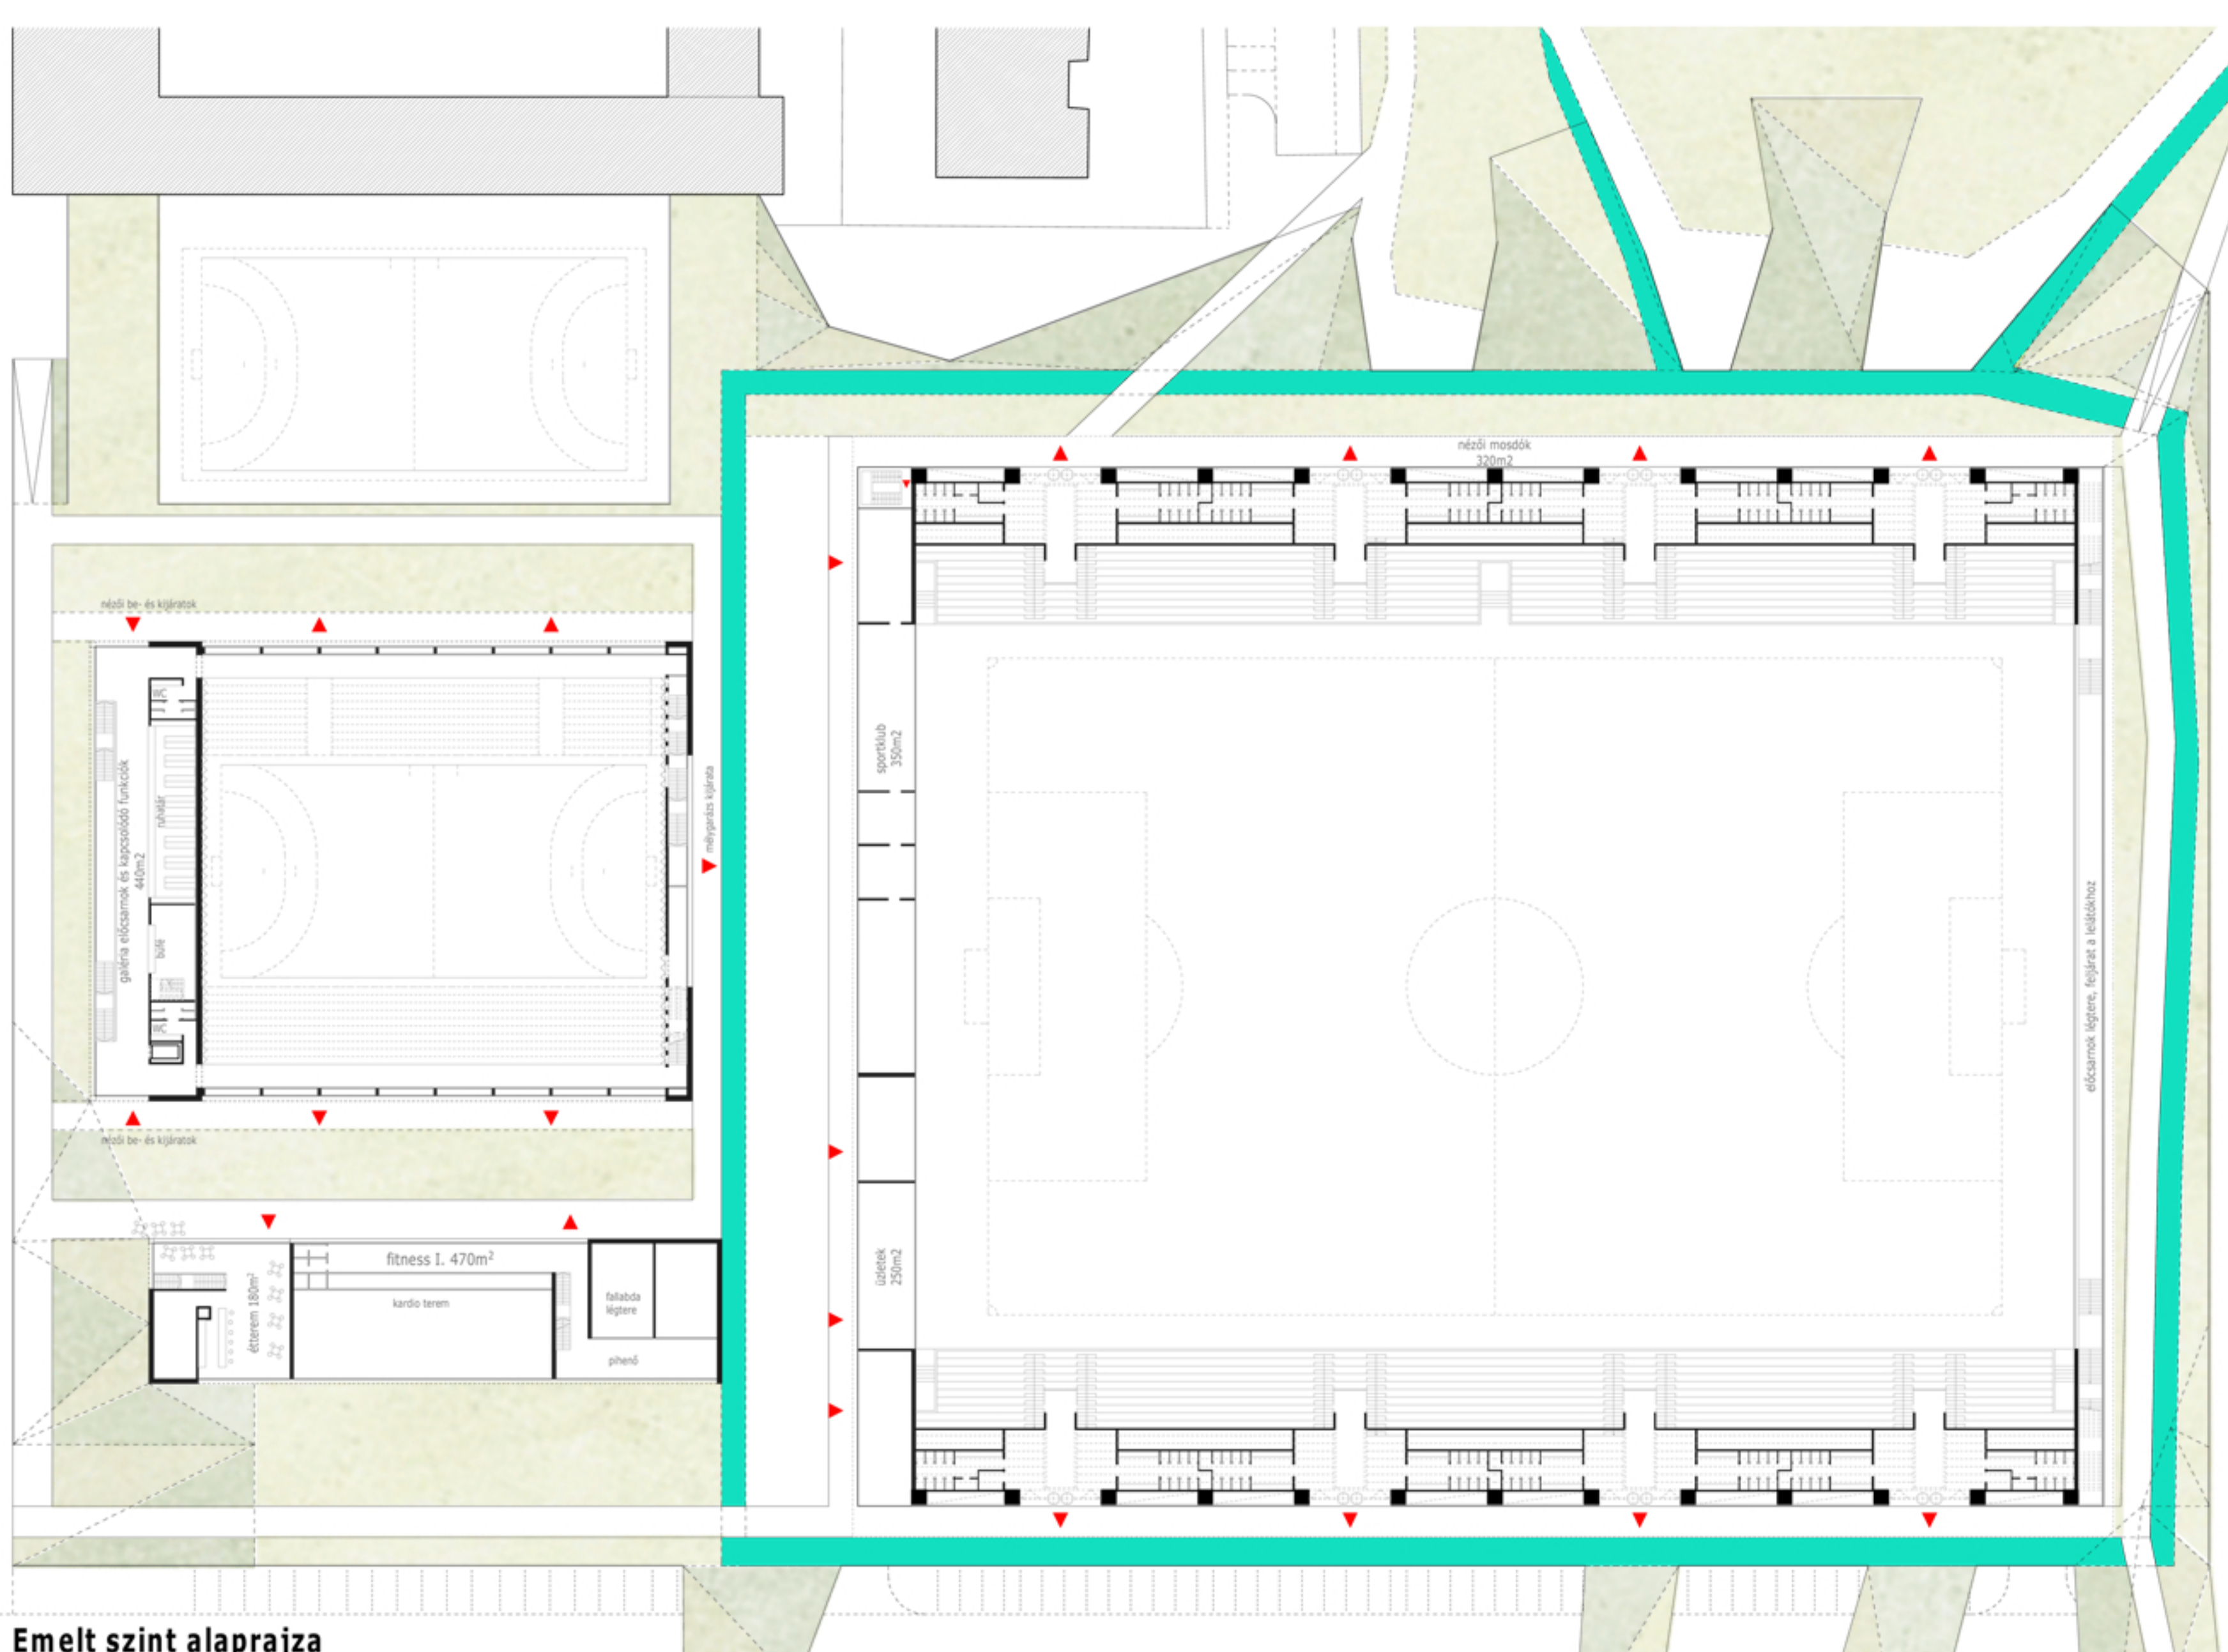 nézői mosdók
320m2
nézői be- és kijáratok
sportklub
350m2
mélygarázs kijárata
galéria előcsarnok és kapcsolódó funkciók
440m2
ruhatár
büfé
előcsarnok légtere, feljárat a lelátókhoz
nézői be- és kijáratok
üzletek
250m2
fitness I. 470m²
étterem 180m²
kardio terem
fallabda
légtere
pihenő
Emelt szint alaprajza